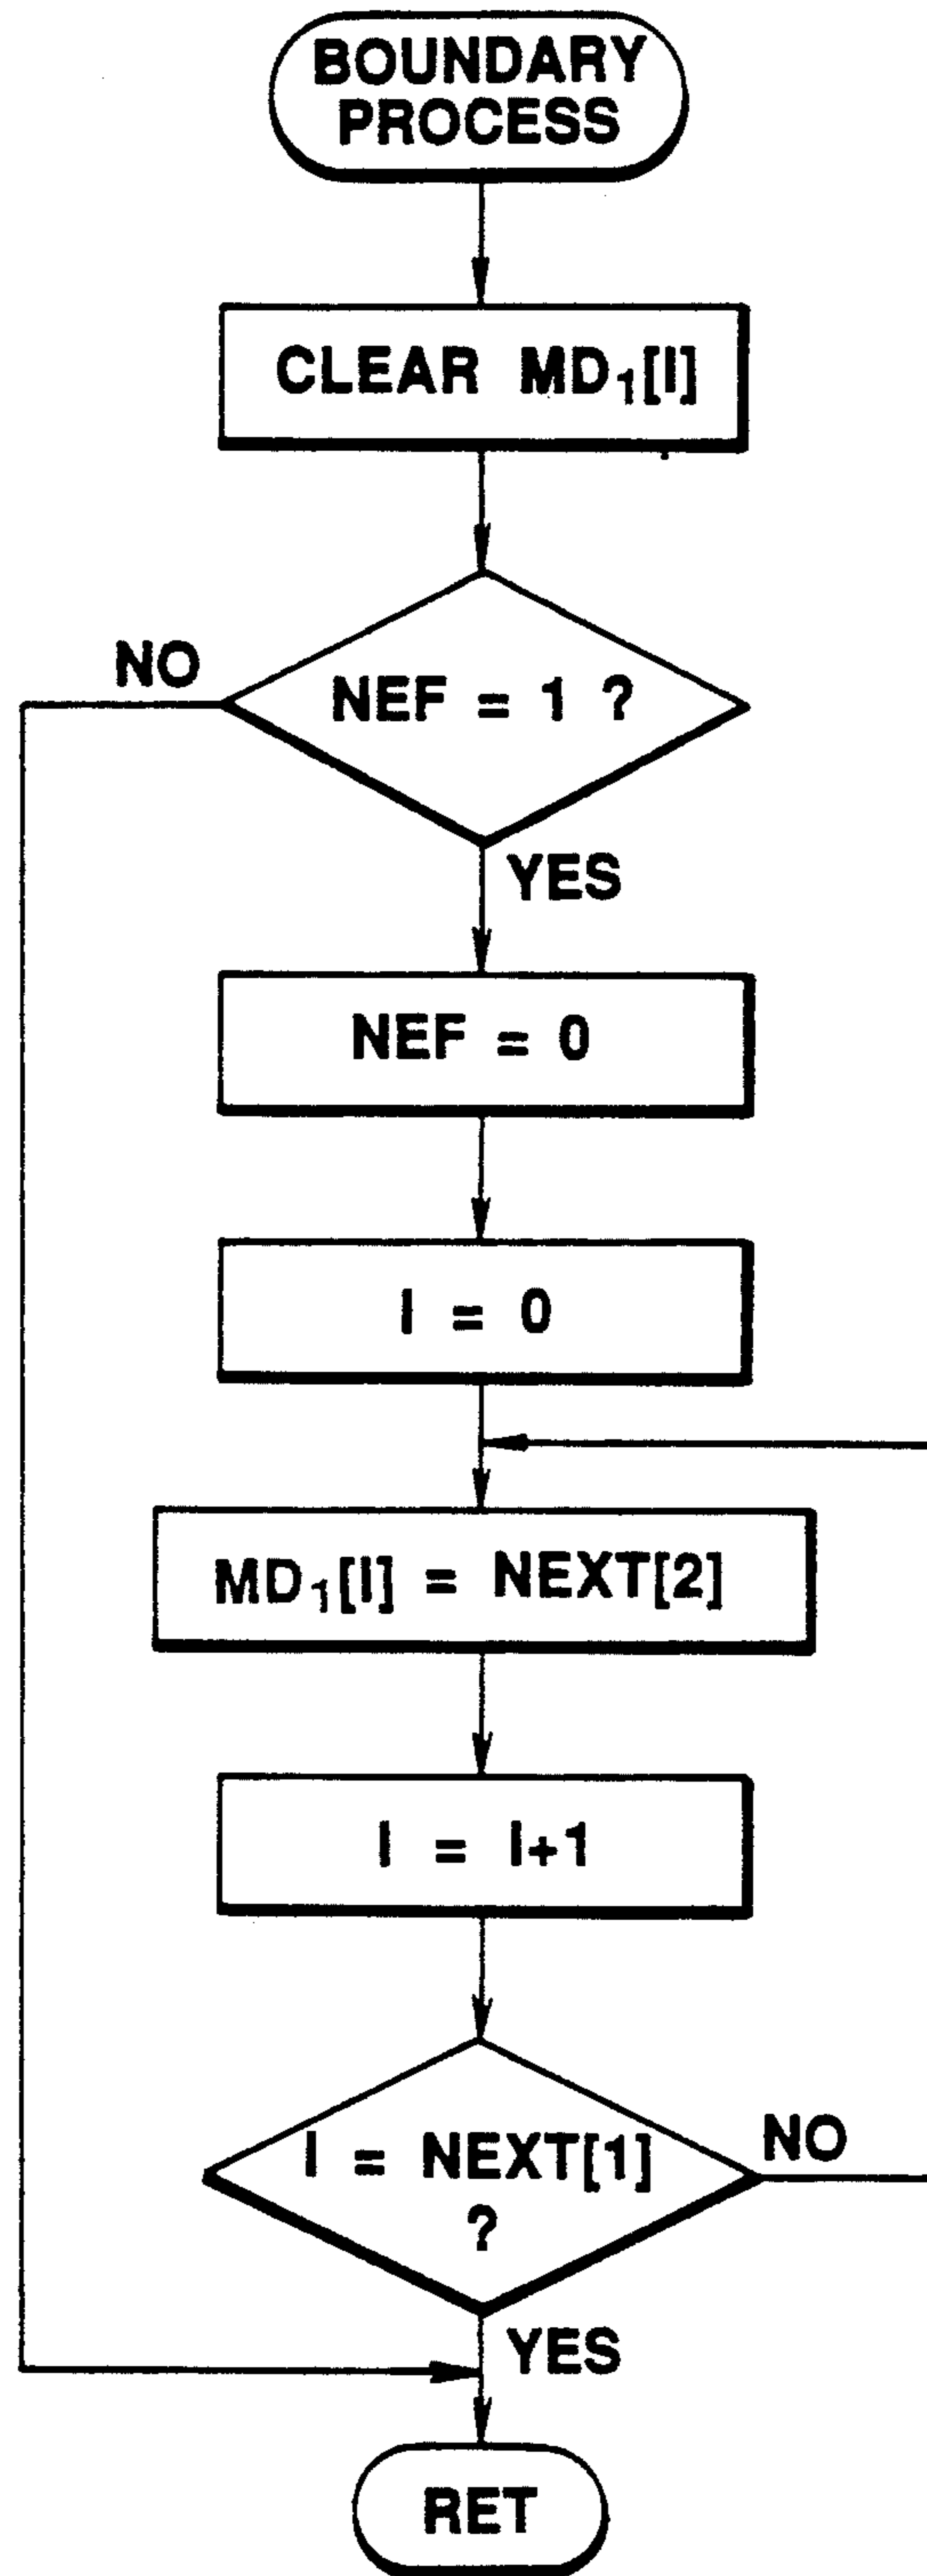 BOUNDARY
PROCESS
CLEAR MD₁[I]
NO
NEF = 1 ?
YES
NEF = 0
I = 0
MD₁[I] = NEXT[2]
I = I+1
I = NEXT[1]
?
NO
YES
RET